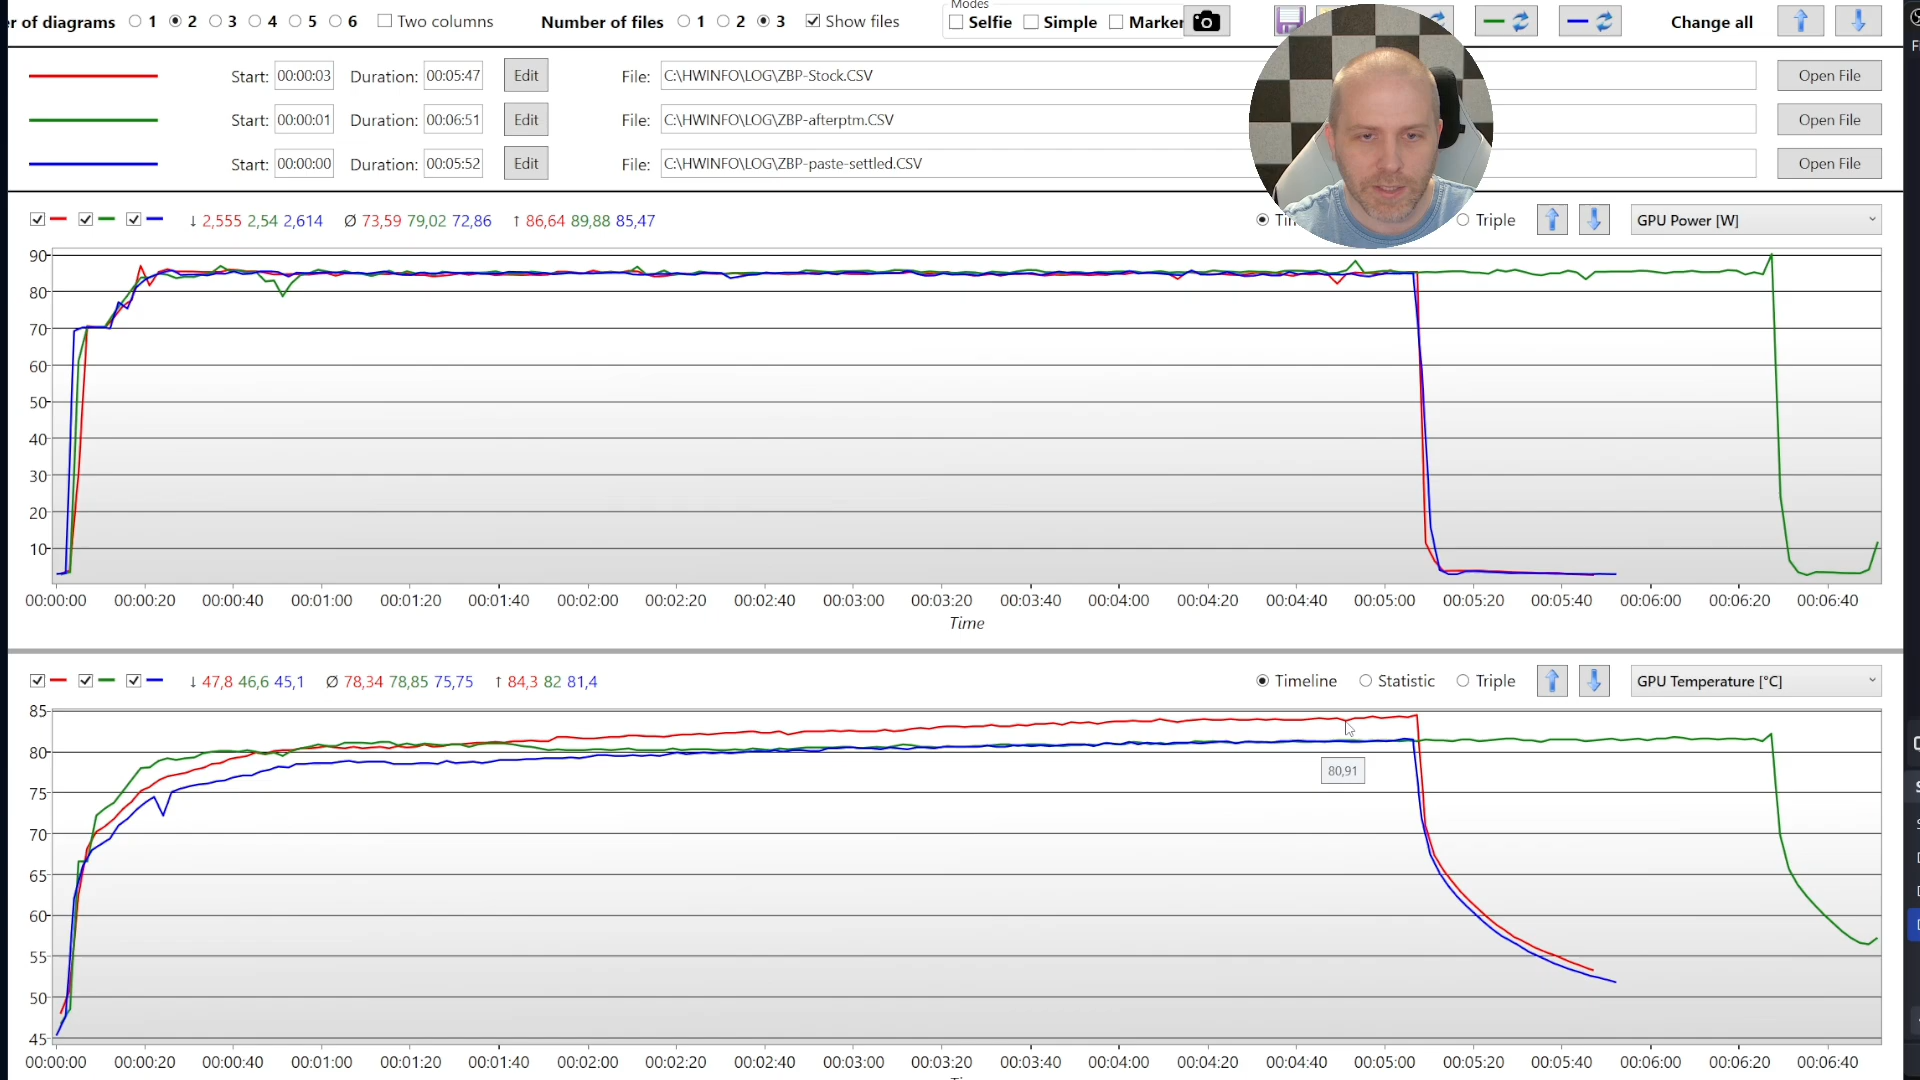 r of diagrams 1 2 3 4 5 6 Two columns Number of files 1 2 3 Show files Modes Selfie Simple Marker Change all
Start: 00:00:03 Duration: 00:05:47 Edit File: C:\HWINFO\LOG\ZBP-Stock.CSV Open File
Start: 00:00:01 Duration: 00:06:51 Edit File: C:\HWINFO\LOG\ZBP-afterptm.CSV Open File
Start: 00:00:00 Duration: 00:05:52 Edit File: C:\HWINFO\LOG\ZBP-paste-settled.CSV Open File
↓ 2,555 2,54 2,614 Ø 73,59 79,02 72,86 ↑ 86,64 89,88 85,47 Tim Triple GPU Power [W]
90
80
70
60
50
40
30
20
10
00:00:00 00:00:20 00:00:40 00:01:00 00:01:20 00:01:40 00:02:00 00:02:20 00:02:40 00:03:00 00:03:20 00:03:40 00:04:00 00:04:20 00:04:40 00:05:00 00:05:20 00:05:40 00:06:00 00:06:20 00:06:40
Time
↓ 47,8 46,6 45,1 Ø 78,34 78,85 75,75 ↑ 84,3 82 81,4 Timeline Statistic Triple GPU Temperature [°C]
85
80
75
70
65
60
55
50
45
80,91
00:00:00 00:00:20 00:00:40 00:01:00 00:01:20 00:01:40 00:02:00 00:02:20 00:02:40 00:03:00 00:03:20 00:03:40 00:04:00 00:04:20 00:04:40 00:05:00 00:05:20 00:05:40 00:06:00 00:06:20 00:06:40